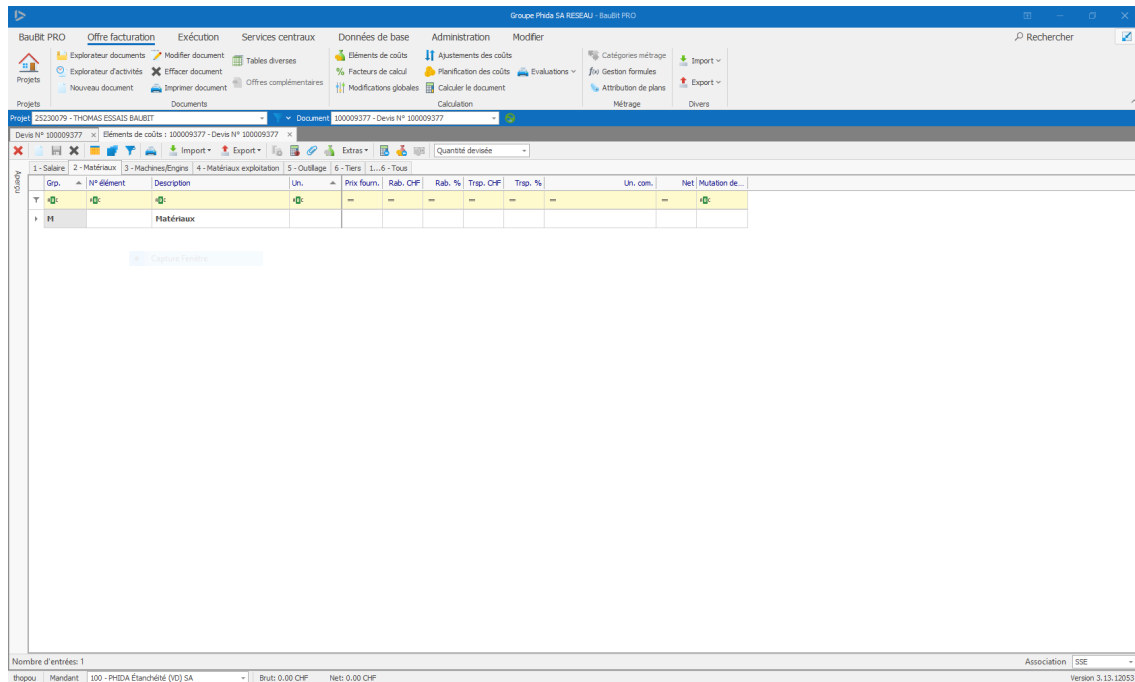 Groupe Phida SA RESEAU - BauBit PRO
BauBit PRO Offre facturation Exécution Services centraux Données de base Administration Modifier Rechercher
Explorateur documents Modifier document Tables diverses Eléments de coûts Ajustements des coûts Catégories métrage Import
Projets Explorateur d'activités Effacer document Facteurs de calcul Planification des coûts Evaluations Gestion formules
Nouveau document Imprimer document Offres complémentaires Modifications globales Calculer le document Attribution de plans Export
Projets Documents Calculation Métrage Divers
Projet 25230079 - THOMAS ESSAIS BAUBIT Document 100009377 - Devis N° 100009377
Devis N° 100009377 Eléments de coûts : 100009377 - Devis N° 100009377
Import Export Extras Quantité devisée
1 - Salaire 2 - Matériaux 3 - Machines/Engins 4 - Matériaux exploitation 5 - Outillage 6 - Tiers 1...6 - Tous
Aperçu
Grp. N° élément Description Un. Prix fourn. Rab. CHF Rab. % Trsp. CHF Trsp. % Un. com. Net Mutation de...
M Matériaux
Capture Fenêtre
Nombre d'entrées: 1 Association SSE
thopou Mandant 100 - PHIDA Étanchéité (VD) SA Brut: 0.00 CHF Net: 0.00 CHF Version 3.13.12053